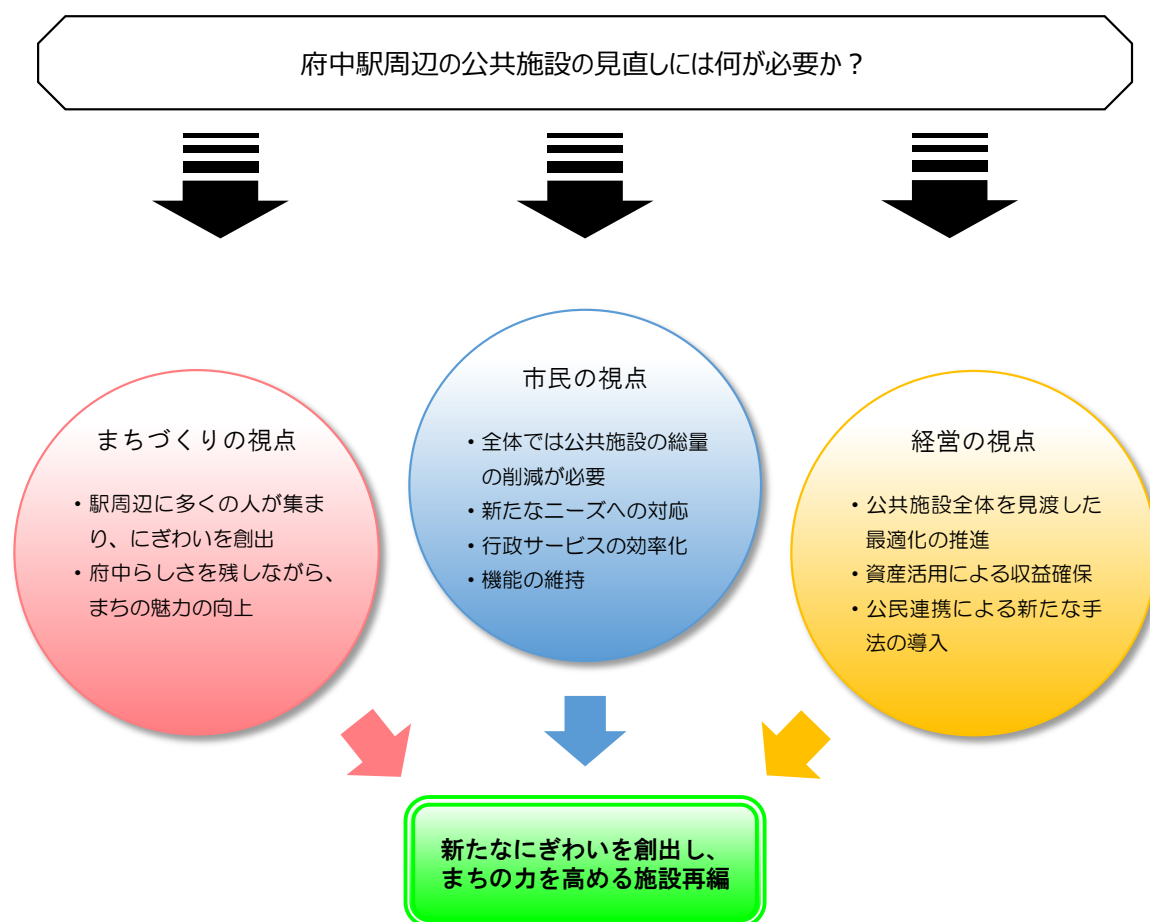 府中駅周辺の公共施設の見直しには何が必要か？
まちづくりの視点
・駅周辺に多くの人が集ま
り、にぎわいを創出
・府中らしさを残しながら、
まちの魅力の向上
市民の視点
・全体では公共施設の総量
の削減が必要
・新たなニーズへの対応
・行政サービスの効率化
・機能の維持
経営の視点
・公共施設全体を見渡した
最適化の推進
・資産活用による収益確保
・公民連携による新たな手
法の導入
新たなにぎわいを創出し、
まちの力を高める施設再編